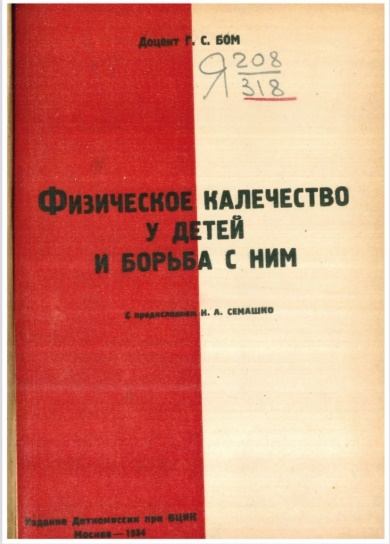 Доцент Г. С. БОМ
Я 208
318
Физическое калечество
у детей
и борьба с ним
С предисловием Н. А. СЕМАШКО
Издание Деткомиссии при ВЦИК
Москва—1934